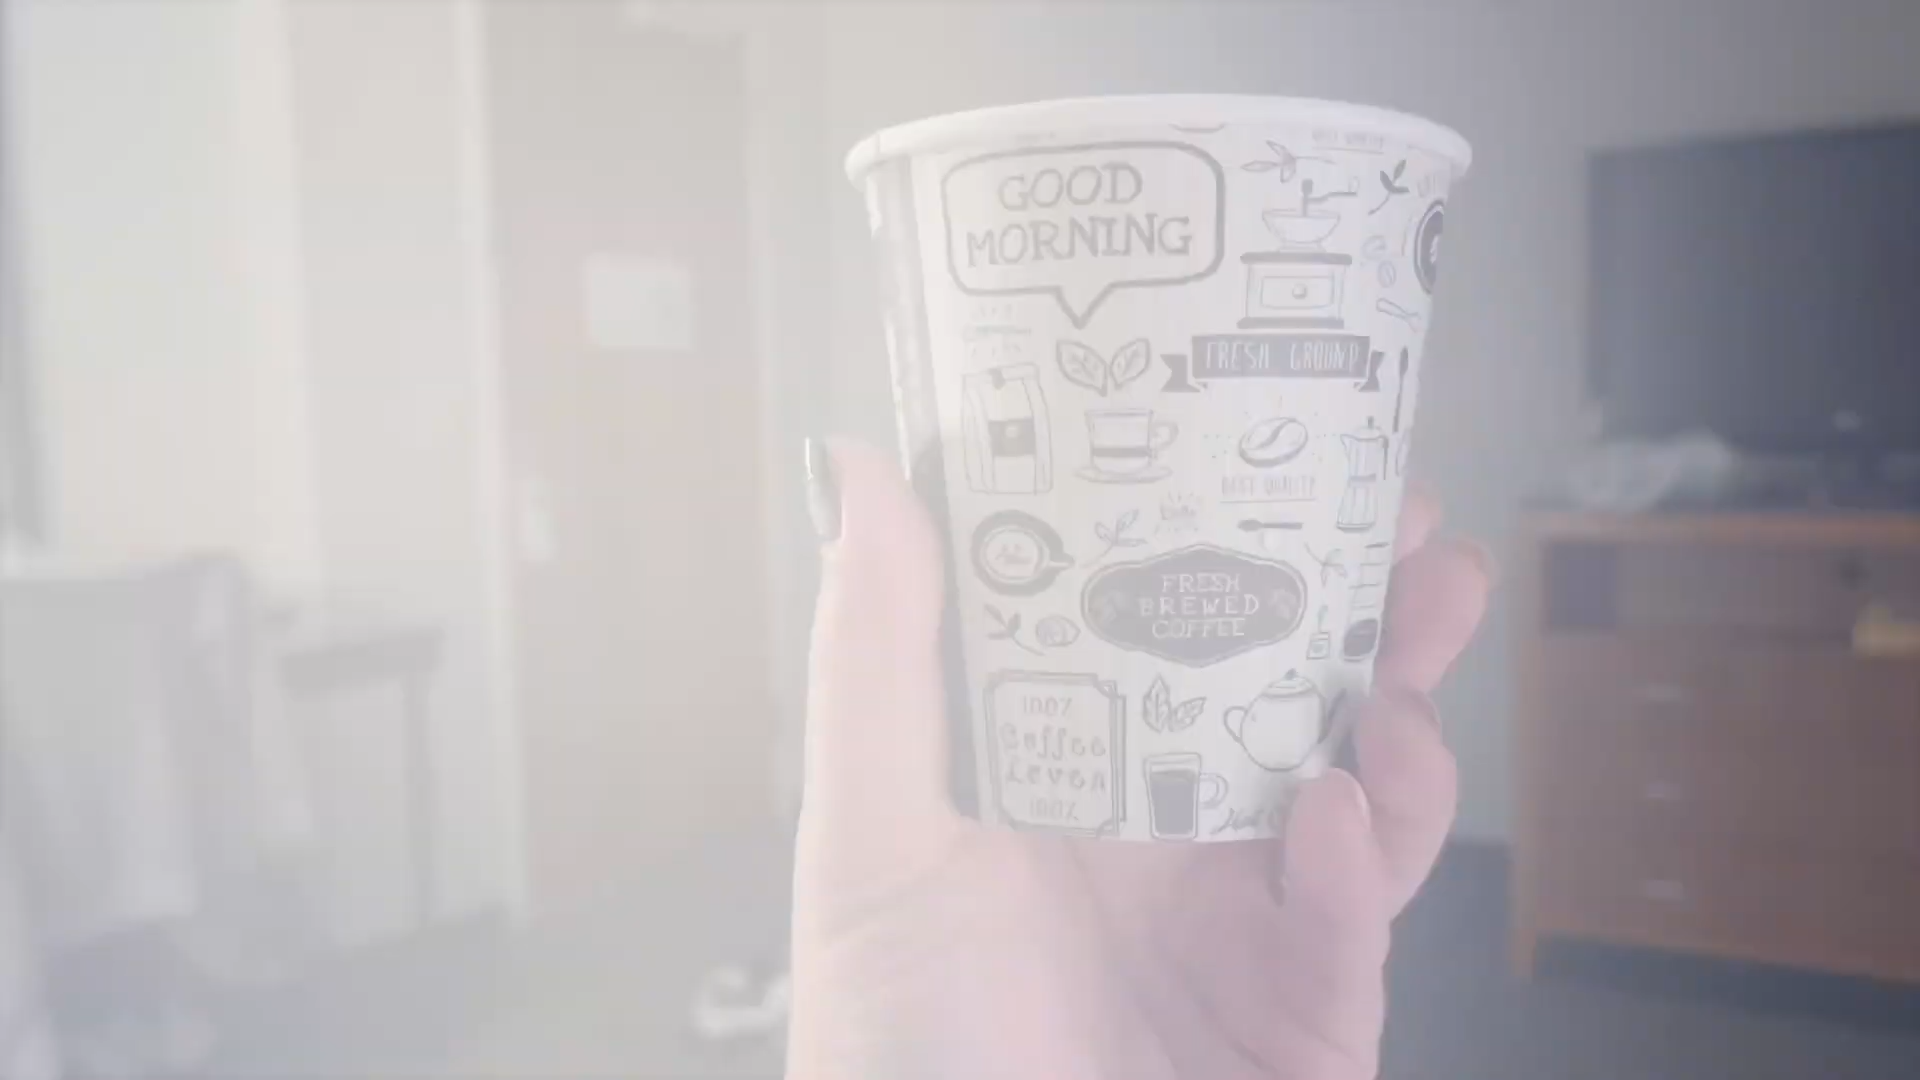 GOOD
MORNING
FRESH GROUND
BEST QUALITY
FRESH
BREWED
COFFEE
100%
Coffee
Lover
100%